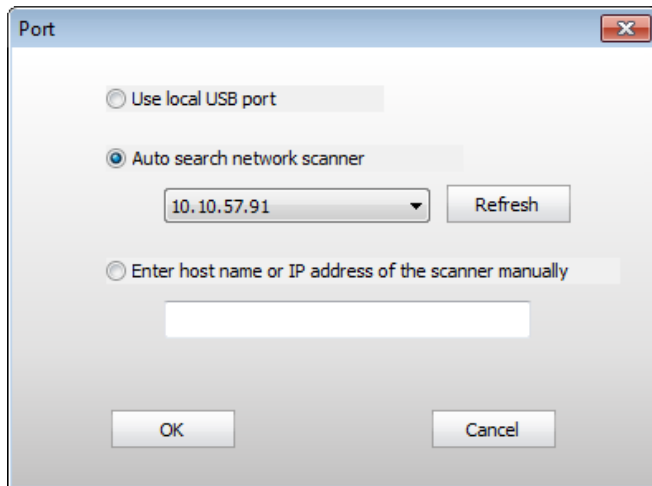 Port
Use local USB port
Auto search network scanner
10.10.57.91
Refresh
Enter host name or IP address of the scanner manually
OK
Cancel